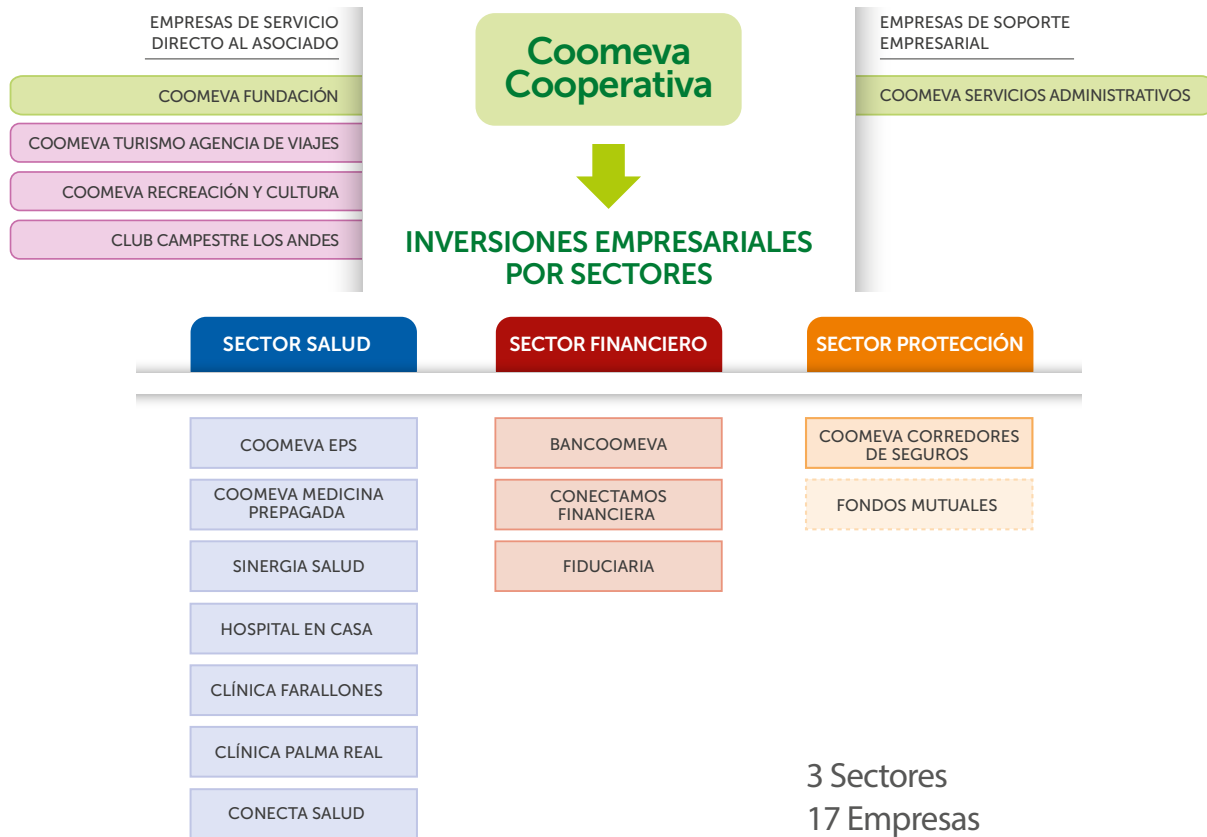 EMPRESAS DE SERVICIO
DIRECTO AL ASOCIADO
COOMEVA FUNDACIÓN
COOMEVA TURISMO AGENCIA DE VIAJES
COOMEVA RECREACIÓN Y CULTURA
CLUB CAMPESTRE LOS ANDES
Coomeva
Cooperativa
INVERSIONES EMPRESARIALES
POR SECTORES
EMPRESAS DE SOPORTE
EMPRESARIAL
COOMEVA SERVICIOS ADMINISTRATIVOS
SECTOR SALUD
COOMEVA EPS
COOMEVA MEDICINA
PREPAGADA
SINERGIA SALUD
HOSPITAL EN CASA
CLÍNICA FARALLONES
CLÍNICA PALMA REAL
CONECTA SALUD
SECTOR FINANCIERO
BANCOOMEVA
CONECTAMOS
FINANCIERA
FIDUCIARIA
SECTOR PROTECCIÓN
COOMEVA CORREDORES
DE SEGUROS
FONDOS MUTUALES
3 Sectores
17 Empresas